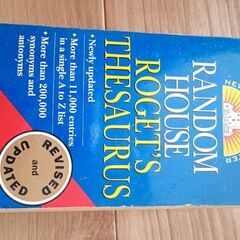 RANDOM
HOUSE
ROGET'S
THESAURUS
• Newly updated
• More than 11,000 entries
in a single A to Z list
• More than 200,000
synonyms and
antonyms
REVISED
and
UPDATED